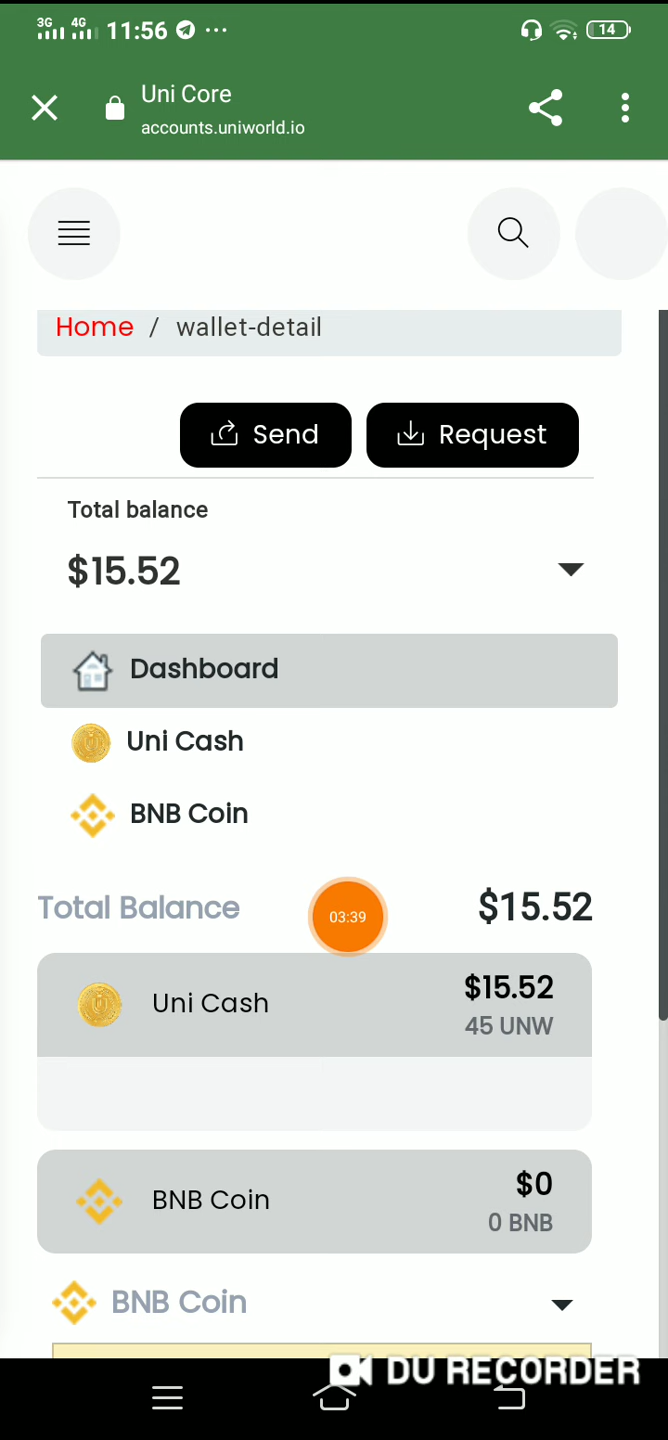 3G 4G 11:56 ... 14
Uni Core
accounts.uniworld.io
Home / wallet-detail
Send Request
Total balance
$15.52
Dashboard
Uni Cash
BNB Coin
Total Balance 03:39 $15.52
Uni Cash $15.52
45 UNW
BNB Coin $0
0 BNB
BNB Coin
DU RECORDER